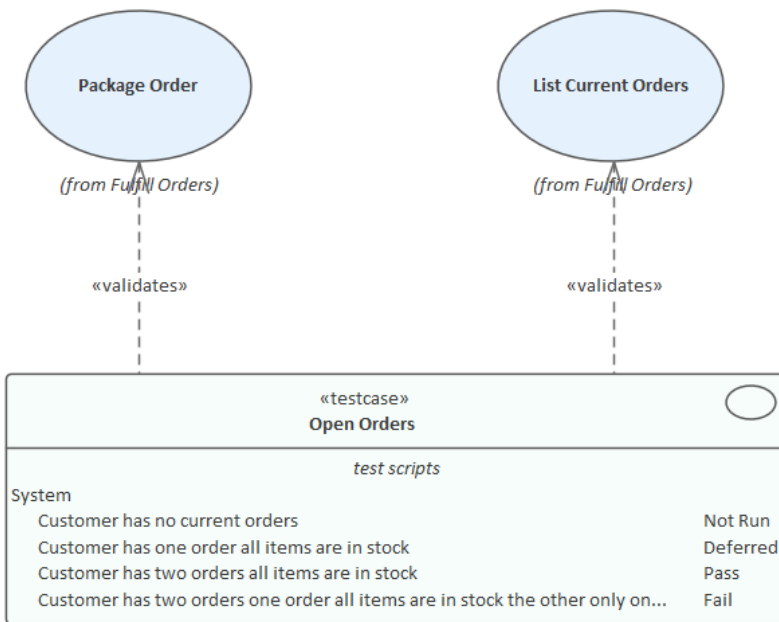 Package Order
List Current Orders
(from Fulfill Orders)
(from Fulfill Orders)
«validates»
«validates»
«testcase»
Open Orders
test scripts
System
Customer has no current orders Not Run
Customer has one order all items are in stock Deferred
Customer has two orders all items are in stock Pass
Customer has two orders one order all items are in stock the other only on... Fail